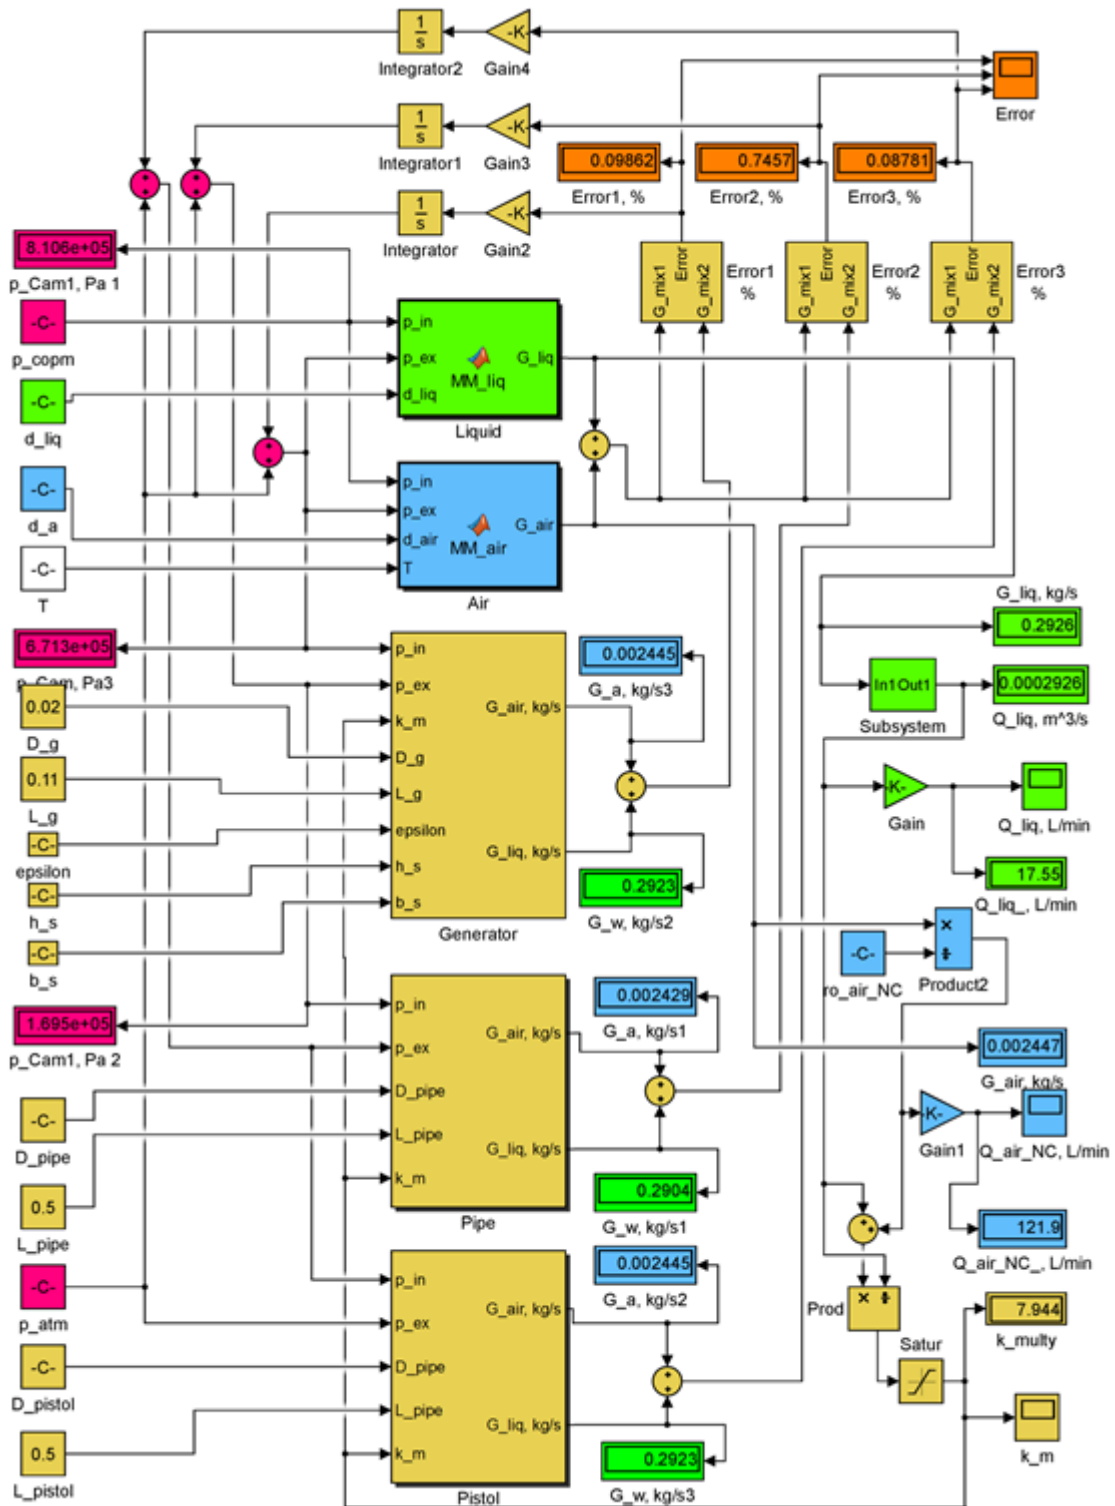 1
s
-K-
Integrator2
Gain4
Error
1
s
-K-
Integrator1
Gain3
0.09862
Error1, %
0.7457
Error2, %
0.08781
Error3, %
1
s
-K-
Integrator
Gain2
8.106e+05
p_Cam1, Pa 1
G_mix1
Error
G_mix2
Error1
%
G_mix1
Error
G_mix2
Error2
%
G_mix1
Error
G_mix2
Error3
%
-C-
p_copm
-C-
d_liq
p_in
p_ex
d_liq
MM_liq
G_liq
Liquid
-C-
d_a
-C-
T
p_in
p_ex
d_air
T
MM_air
G_air
Air
6.713e+05
p_Cam, Pa3
0.02
D_g
0.11
L_g
-C-
epsilon
-C-
h_s
-C-
b_s
p_in
p_ex
k_m
D_g
L_g
epsilon
h_s
b_s
G_air, kg/s
G_liq, kg/s
Generator
0.002445
G_a, kg/s3
0.2923
G_w, kg/s2
G_liq, kg/s
0.2926
In1Out1
Subsystem
0.0002926
Q_liq, m^3/s
-K-
Gain
Q_liq, L/min
17.55
Q_liq_, L/min
-C-
ro_air_NC
×
÷
Product2
1.695e+05
p_Cam1, Pa 2
-C-
D_pipe
0.5
L_pipe
p_in
p_ex
D_pipe
L_pipe
k_m
G_air, kg/s
G_liq, kg/s
Pipe
0.002429
G_a, kg/s1
0.2904
G_w, kg/s1
0.002447
G_air, kg/s
-K-
Gain1
Q_air_NC, L/min
121.9
Q_air_NC_, L/min
-C-
p_atm
-C-
D_pistol
0.5
L_pistol
p_in
p_ex
D_pipe
L_pipe
k_m
G_air, kg/s
G_liq, kg/s
Pistol
0.002445
G_a, kg/s2
0.2923
G_w, kg/s3
× ÷
Prod
Satur
7.944
k_multy
k_m